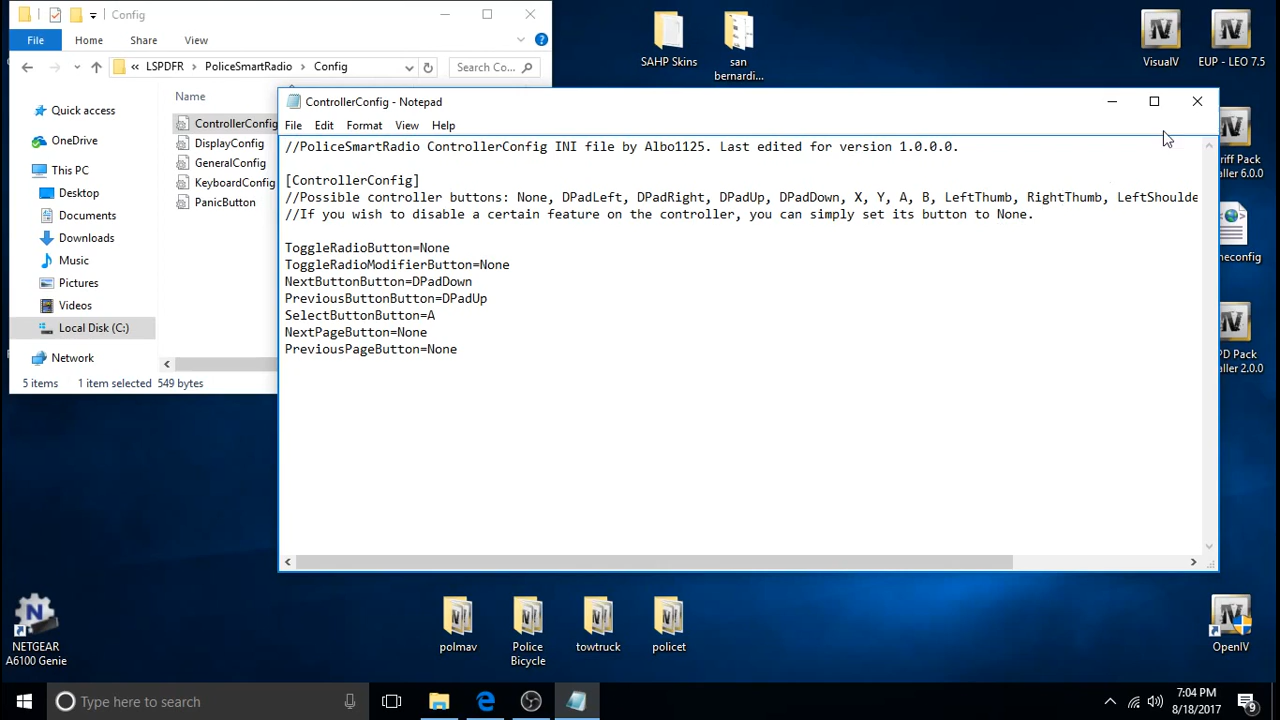 Config
File Home Share View
« LSPDFR > PoliceSmartRadio > Config
Search Co...
Quick access
OneDrive
This PC
Desktop
Documents
Downloads
Music
Pictures
Videos
Local Disk (C:)
Network
Name
ControllerConfig
DisplayConfig
GeneralConfig
KeyboardConfig
PanicButton
5 items 1 item selected 549 bytes
ControllerConfig - Notepad
File Edit Format View Help
//PoliceSmartRadio ControllerConfig INI file by Albo1125. Last edited for version 1.0.0.0.
[ControllerConfig]
//Possible controller buttons: None, DPadLeft, DPadRight, DPadUp, DPadDown, X, Y, A, B, LeftThumb, RightThumb, LeftShoulde
//If you wish to disable a certain feature on the controller, you can simply set its button to None.
ToggleRadioButton=None
ToggleRadioModifierButton=None
NextButtonButton=DPadDown
PreviousButtonButton=DPadUp
SelectButtonButton=A
NextPageButton=None
PreviousPageButton=None
SAHP Skins
san
bernardi...
VisualV
EUP - LEO 7.5
riff Pack
aller 6.0.0
neconfig
PD Pack
aller 2.0.0
NETGEAR
A6100 Genie
polmav
Police
Bicycle
towtruck
policet
OpenIV
Type here to search
7:04 PM
8/18/2017
9